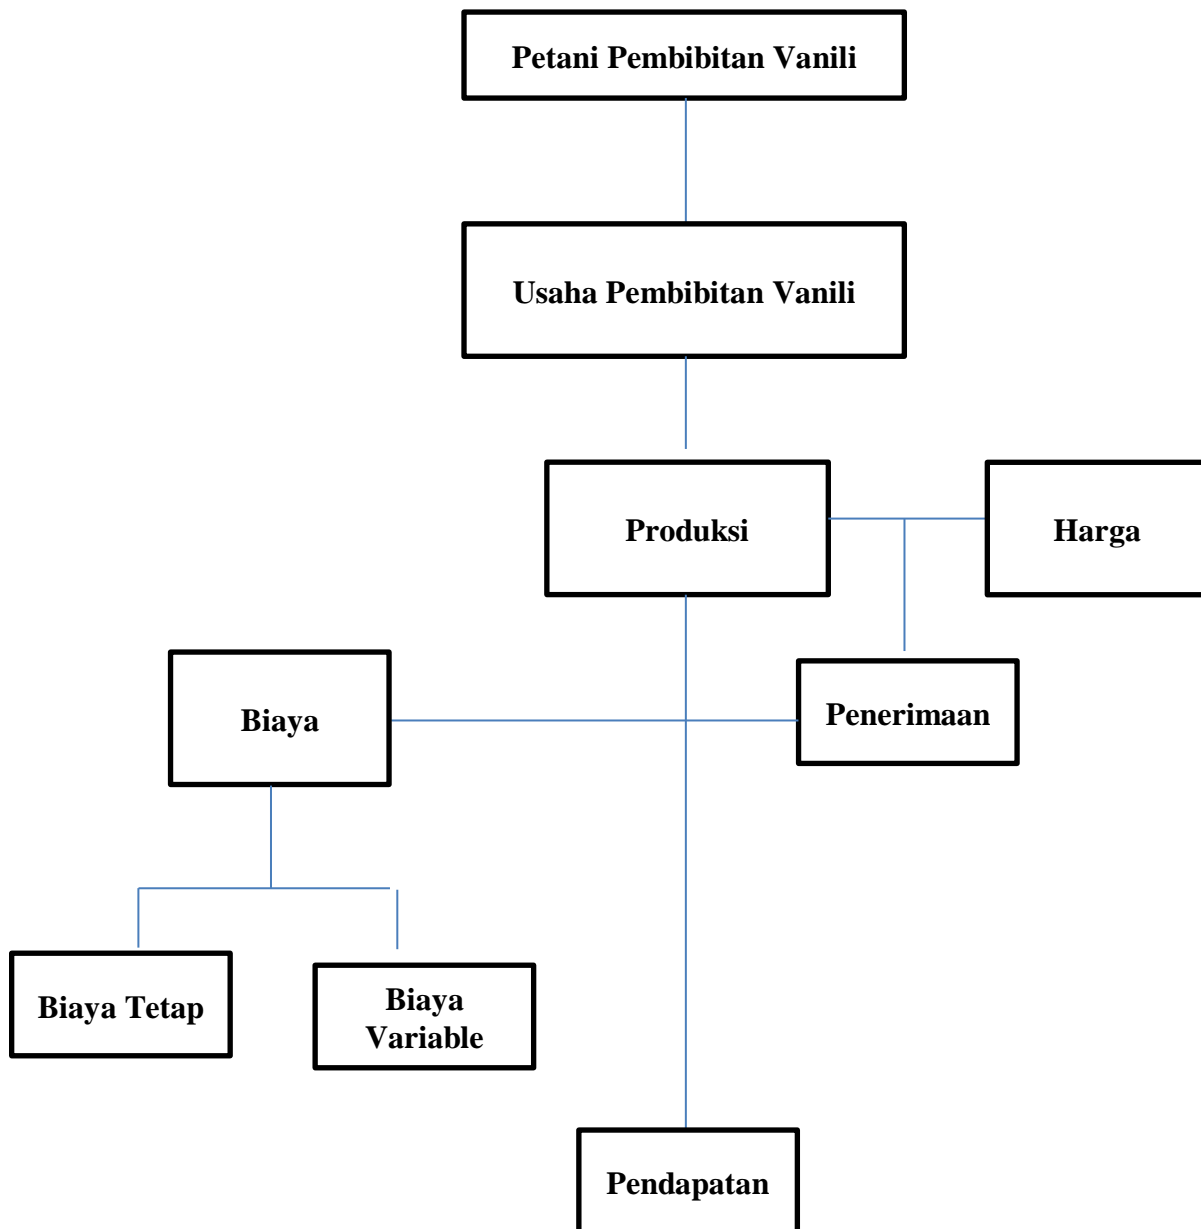 Petani Pembibitan Vanili
Usaha Pembibitan Vanili
Produksi
Harga
Biaya
Penerimaan
Biaya Tetap
Biaya
Variable
Pendapatan